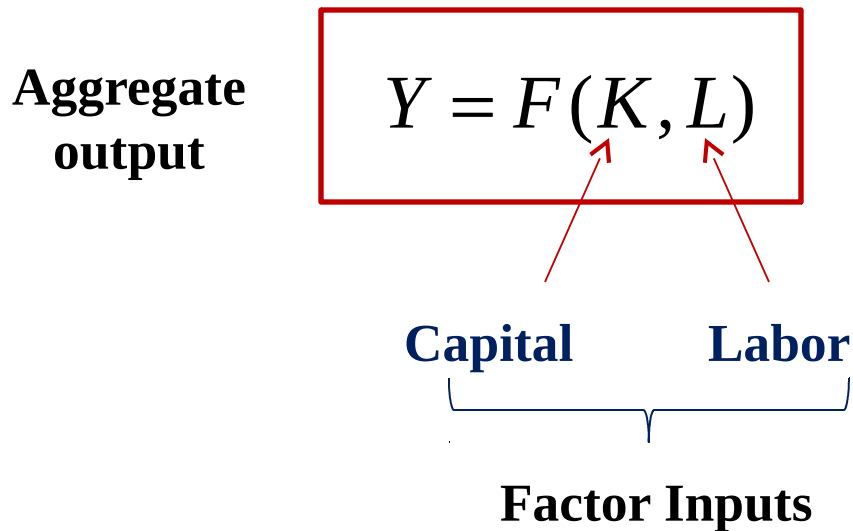 Aggregate
output
Y = F(K, L)
Capital
Labor
Factor Inputs